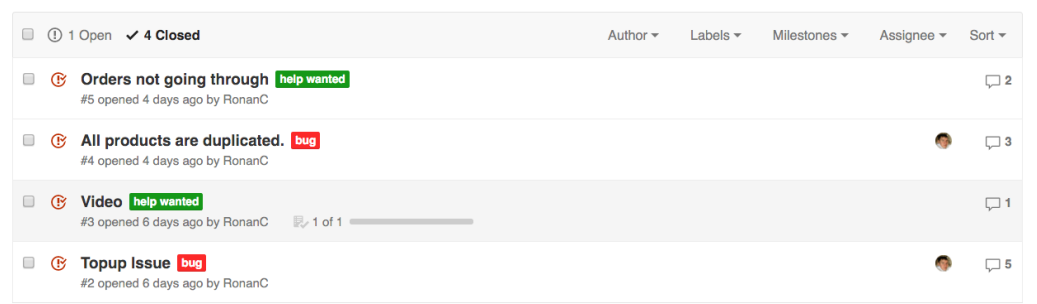 1 Open 4 Closed Author Labels Milestones Assignee Sort
Orders not going through help wanted 2
#5 opened 4 days ago by RonanC
All products are duplicated. bug 3
#4 opened 4 days ago by RonanC
Video help wanted 1
#3 opened 6 days ago by RonanC 1 of 1
Topup Issue bug 5
#2 opened 6 days ago by RonanC